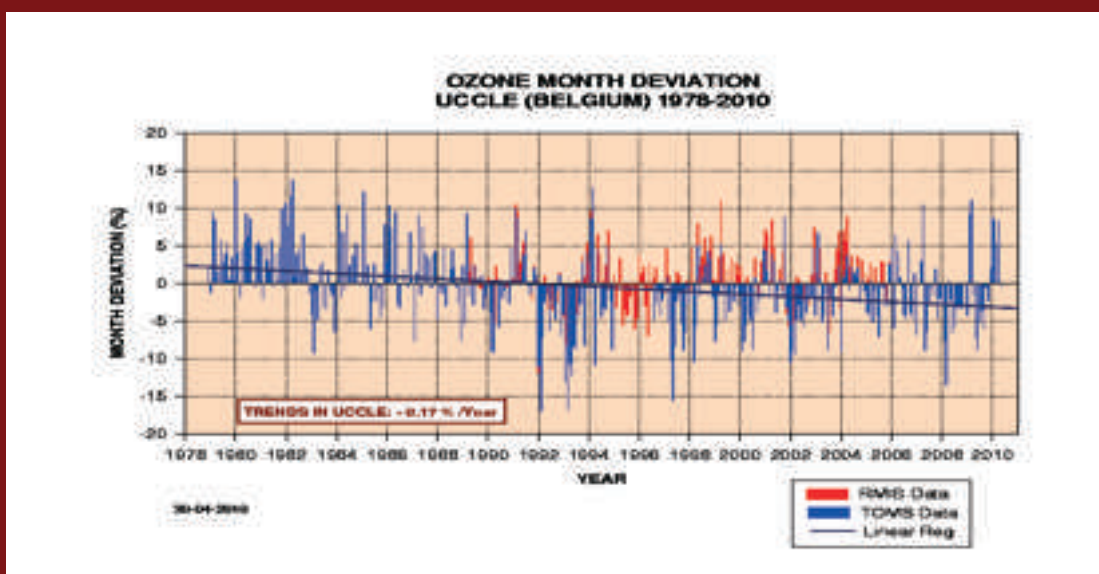 OZONE MONTH DEVIATION
UCCLE (BELGIUM) 1978-2010
20
15
10
5
0
-5
-10
-15
-20
MONTH DEVIATION (%)
TRENDS IN UCCLE: -0.17 % /Year
1978 1980 1982 1984 1986 1988 1990 1992 1994 1996 1998 2000 2002 2004 2006 2008 2010
YEAR
RMIS Data
TOMS Data
Linear Reg